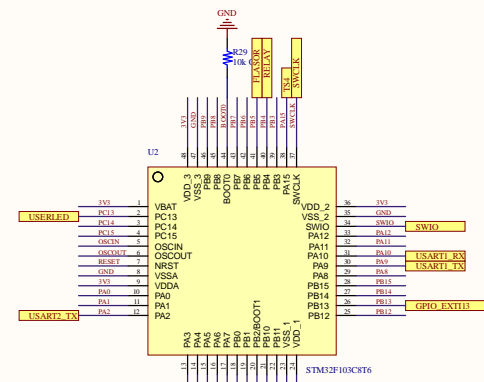 GND
R29
10k
FLASOR
RELAY
TS4
SWCLK
3V3
GND
PB9
PB8
BOOT0
PB7
PB6
PB5
PB4
PB3
PA15
SWCLK
U2
48
47
46
45
44
43
42
41
40
39
38
37
VDD_3
VSS_3
PB9
PB8
BOOT0
PB7
PB6
PB5
PB4
PB3
PA15
SWCLK
3V3 1 VBAT VDD_2 36 3V3
USERLED PC13 2 PC13 VSS_2 35 GND
PC14 3 PC14 SWIO 34 SWIO SWIO
PC15 4 PC15 PA12 33 PA12
OSCIN 5 OSCIN PA11 32 PA11
OSCOUT 6 OSCOUT PA10 31 PA10 USART1_RX
RESET 7 NRST PA9 30 PA9 USART1_TX
GND 8 VSSA PA8 29 PA8
3V3 9 VDDA PB15 28 PB15
PA0 10 PA0 PB14 27 PB14
PA1 11 PA1 PB13 26 PB13 GPIO_EXTI13
USART2_TX PA2 12 PA2 PB12 25 PB12
PA3
PA4
PA5
PA6
PA7
PB0
PB1
PB2/BOOT1
PB10
PB11
VSS_1
VDD_1
13
14
15
16
17
18
19
20
21
22
23
24
STM32F103C8T6